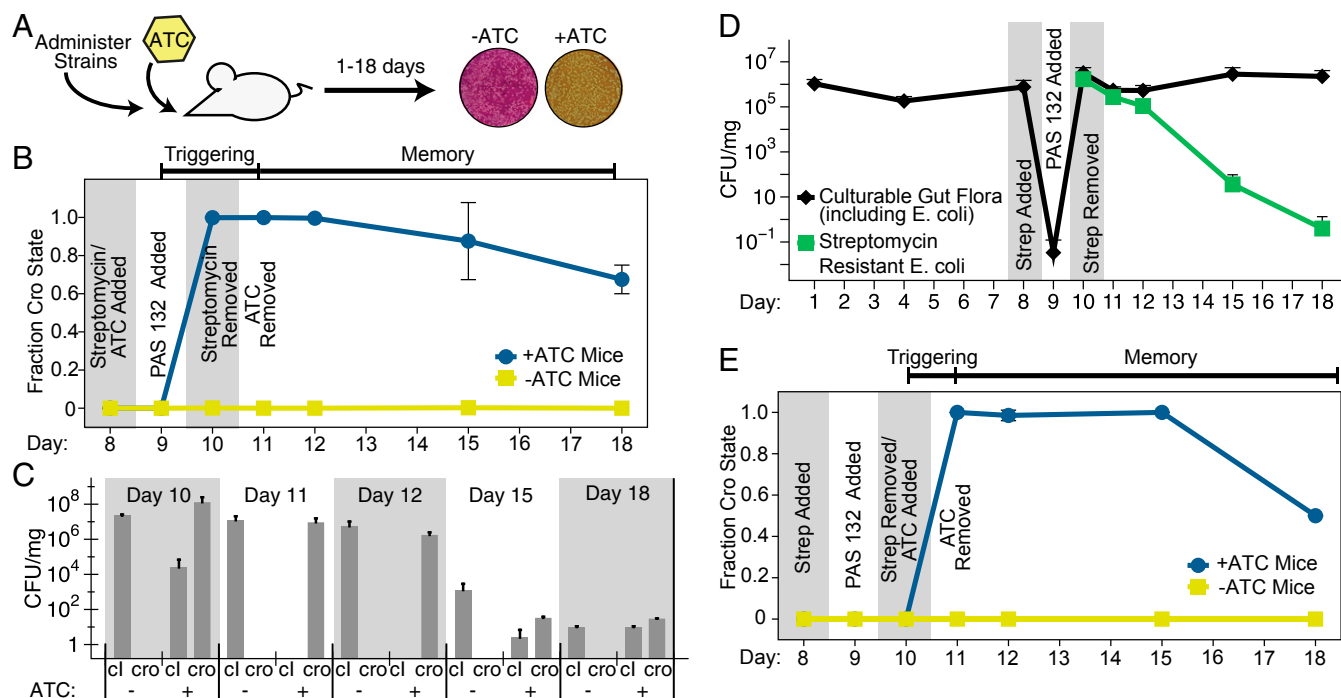 A
Administer
Strains
ATC
1-18 days
-ATC
+ATC
B
Triggering
Memory
Fraction Cro State
1.0
0.8
0.6
0.4
0.2
0
Streptomycin/
ATC Added
PAS 132 Added
Streptomycin
Removed
ATC
Removed
+ATC Mice
-ATC Mice
Day:
8 9 10 11 12 13 14 15 16 17 18
C
Day 10
Day 11
Day 12
Day 15
Day 18
CFU/mg
10^8
10^6
10^4
10^2
1
cI cro cI cro cI cro cI cro cI cro cI cro cI cro cI cro cI cro cI cro
ATC: - + - + - + - + - +
D
CFU/mg
10^7
10^5
10^3
10
10^-1
Strep Added
PAS 132 Added
Strep Removed
Culturable Gut Flora
(including E. coli)
Streptomycin
Resistant E. coli
Day:
1 2 3 4 5 6 7 8 9 10 11 12 13 14 15 16 17 18
E
Triggering
Memory
Fraction Cro State
1.0
0.8
0.6
0.4
0.2
0
Strep Added
PAS 132 Added
Strep Removed/
ATC Added
ATC
Removed
+ATC Mice
-ATC Mice
Day:
8 9 10 11 12 13 14 15 16 17 18